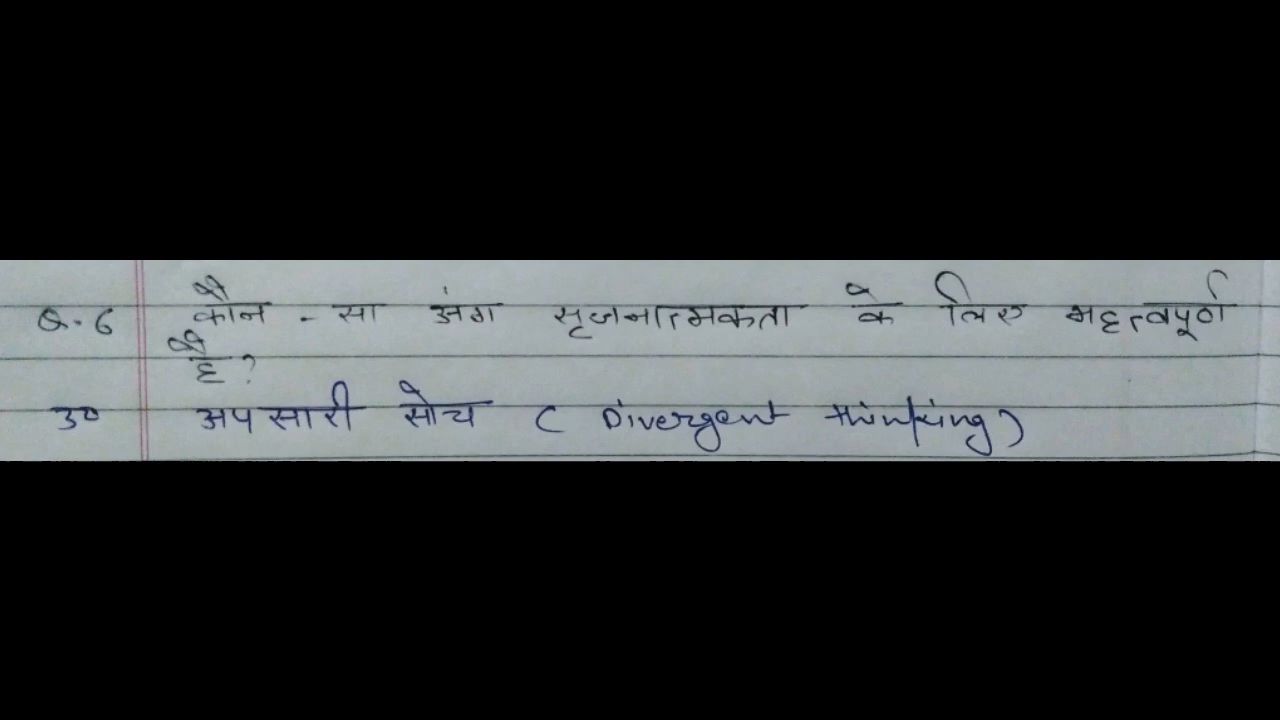 Q.6 कौन - सा अंग सृजनात्मकता के लिए महत्वपूर्ण
है ?
उ० अपसारी सोच ( Divergent thinking)